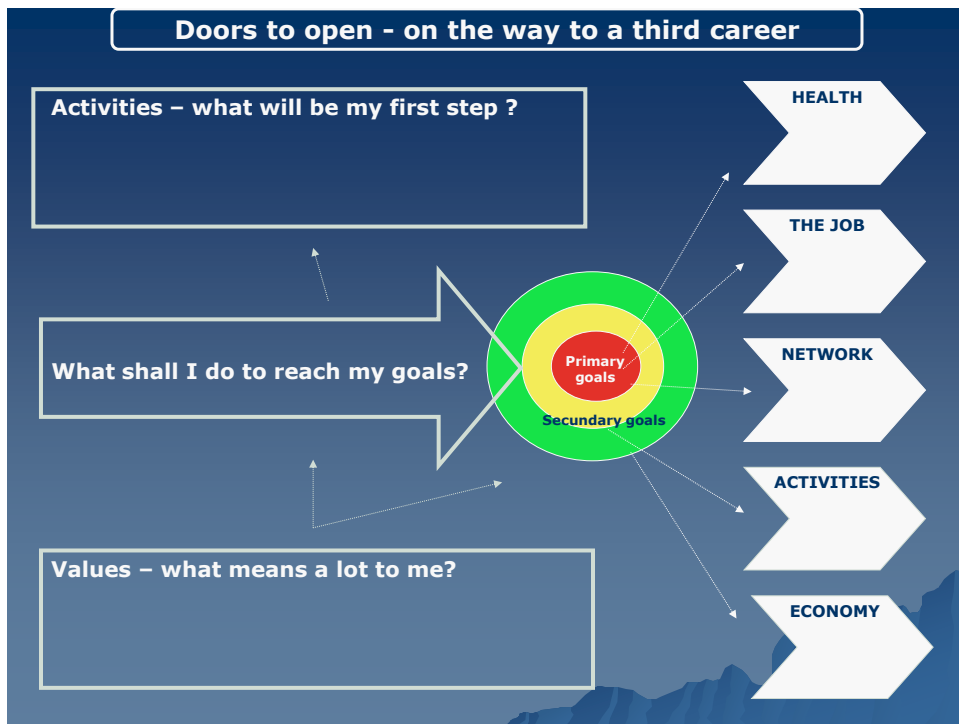 Doors to open - on the way to a third career
Activities – what will be my first step ?
What shall I do to reach my goals?
Values – what means a lot to me?
Primary
goals
Secundary goals
HEALTH
THE JOB
NETWORK
ACTIVITIES
ECONOMY